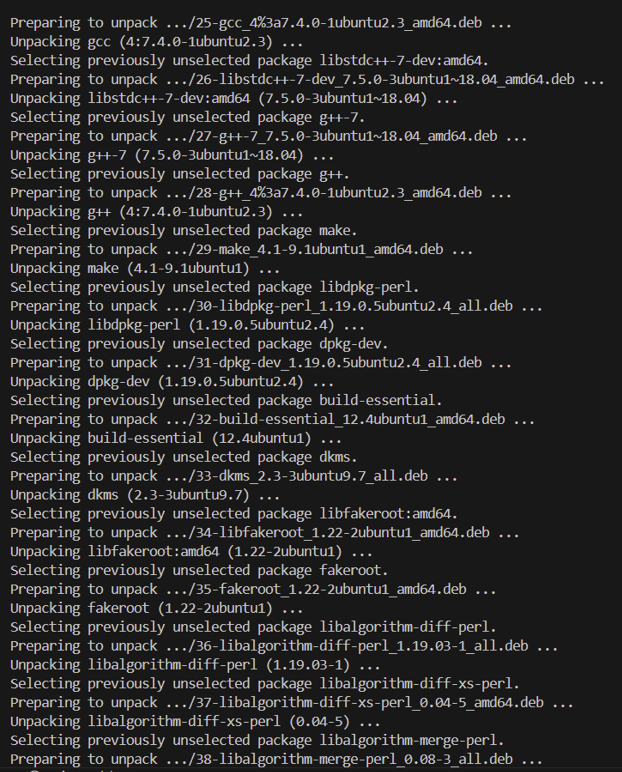 Preparing to unpack .../25-gcc_4%3a7.4.0-1ubuntu2.3_amd64.deb ...
Unpacking gcc (4:7.4.0-1ubuntu2.3) ...
Selecting previously unselected package libstdc++-7-dev:amd64.
Preparing to unpack .../26-libstdc++-7-dev_7.5.0-3ubuntu1~18.04_amd64.deb ...
Unpacking libstdc++-7-dev:amd64 (7.5.0-3ubuntu1~18.04) ...
Selecting previously unselected package g++-7.
Preparing to unpack .../27-g++-7_7.5.0-3ubuntu1~18.04_amd64.deb ...
Unpacking g++-7 (7.5.0-3ubuntu1~18.04) ...
Selecting previously unselected package g++.
Preparing to unpack .../28-g++_4%3a7.4.0-1ubuntu2.3_amd64.deb ...
Unpacking g++ (4:7.4.0-1ubuntu2.3) ...
Selecting previously unselected package make.
Preparing to unpack .../29-make_4.1-9.1ubuntu1_amd64.deb ...
Unpacking make (4.1-9.1ubuntu1) ...
Selecting previously unselected package libdpkg-perl.
Preparing to unpack .../30-libdpkg-perl_1.19.0.5ubuntu2.4_all.deb ...
Unpacking libdpkg-perl (1.19.0.5ubuntu2.4) ...
Selecting previously unselected package dpkg-dev.
Preparing to unpack .../31-dpkg-dev_1.19.0.5ubuntu2.4_all.deb ...
Unpacking dpkg-dev (1.19.0.5ubuntu2.4) ...
Selecting previously unselected package build-essential.
Preparing to unpack .../32-build-essential_12.4ubuntu1_amd64.deb ...
Unpacking build-essential (12.4ubuntu1) ...
Selecting previously unselected package dkms.
Preparing to unpack .../33-dkms_2.3-3ubuntu9.7_all.deb ...
Unpacking dkms (2.3-3ubuntu9.7) ...
Selecting previously unselected package libfakeroot:amd64.
Preparing to unpack .../34-libfakeroot_1.22-2ubuntu1_amd64.deb ...
Unpacking libfakeroot:amd64 (1.22-2ubuntu1) ...
Selecting previously unselected package fakeroot.
Preparing to unpack .../35-fakeroot_1.22-2ubuntu1_amd64.deb ...
Unpacking fakeroot (1.22-2ubuntu1) ...
Selecting previously unselected package libalgorithm-diff-perl.
Preparing to unpack .../36-libalgorithm-diff-perl_1.19.03-1_all.deb ...
Unpacking libalgorithm-diff-perl (1.19.03-1) ...
Selecting previously unselected package libalgorithm-diff-xs-perl.
Preparing to unpack .../37-libalgorithm-diff-xs-perl_0.04-5_amd64.deb ...
Unpacking libalgorithm-diff-xs-perl (0.04-5) ...
Selecting previously unselected package libalgorithm-merge-perl.
Preparing to unpack .../38-libalgorithm-merge-perl_0.08-3_all.deb ...